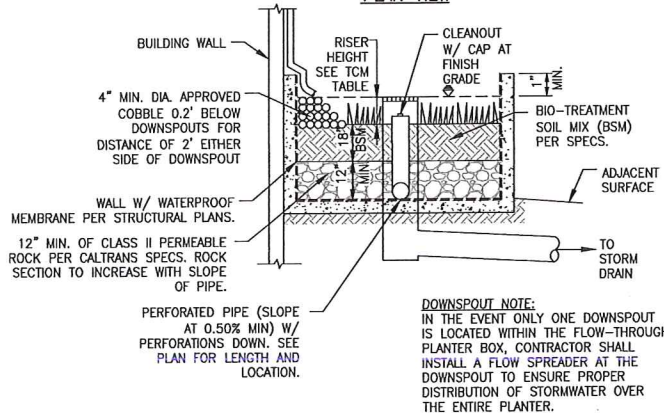 PLAN VIEW
BUILDING WALL
RISER
HEIGHT
SEE TCM
TABLE
CLEANOUT
W/ CAP AT
FINISH
GRADE
1"
MIN.
4" MIN. DIA. APPROVED
COBBLE 0.2' BELOW
DOWNSPOUTS FOR
DISTANCE OF 2' EITHER
SIDE OF DOWNSPOUT
18"
BSM
12"
MIN.
BIO-TREATMENT
SOIL MIX (BSM)
PER SPECS.
ADJACENT
SURFACE
WALL W/ WATERPROOF
MEMBRANE PER STRUCTURAL PLANS.
12" MIN. OF CLASS II PERMEABLE
ROCK PER CALTRANS SPECS. ROCK
SECTION TO INCREASE WITH SLOPE
OF PIPE.
TO
STORM
DRAIN
PERFORATED PIPE (SLOPE
AT 0.50% MIN) W/
PERFORATIONS DOWN. SEE
PLAN FOR LENGTH AND
LOCATION.
DOWNSPOUT NOTE:
IN THE EVENT ONLY ONE DOWNSPOUT
IS LOCATED WITHIN THE FLOW-THROUGH
PLANTER BOX, CONTRACTOR SHALL
INSTALL A FLOW SPREADER AT THE
DOWNSPOUT TO ENSURE PROPER
DISTRIBUTION OF STORMWATER OVER
THE ENTIRE PLANTER.